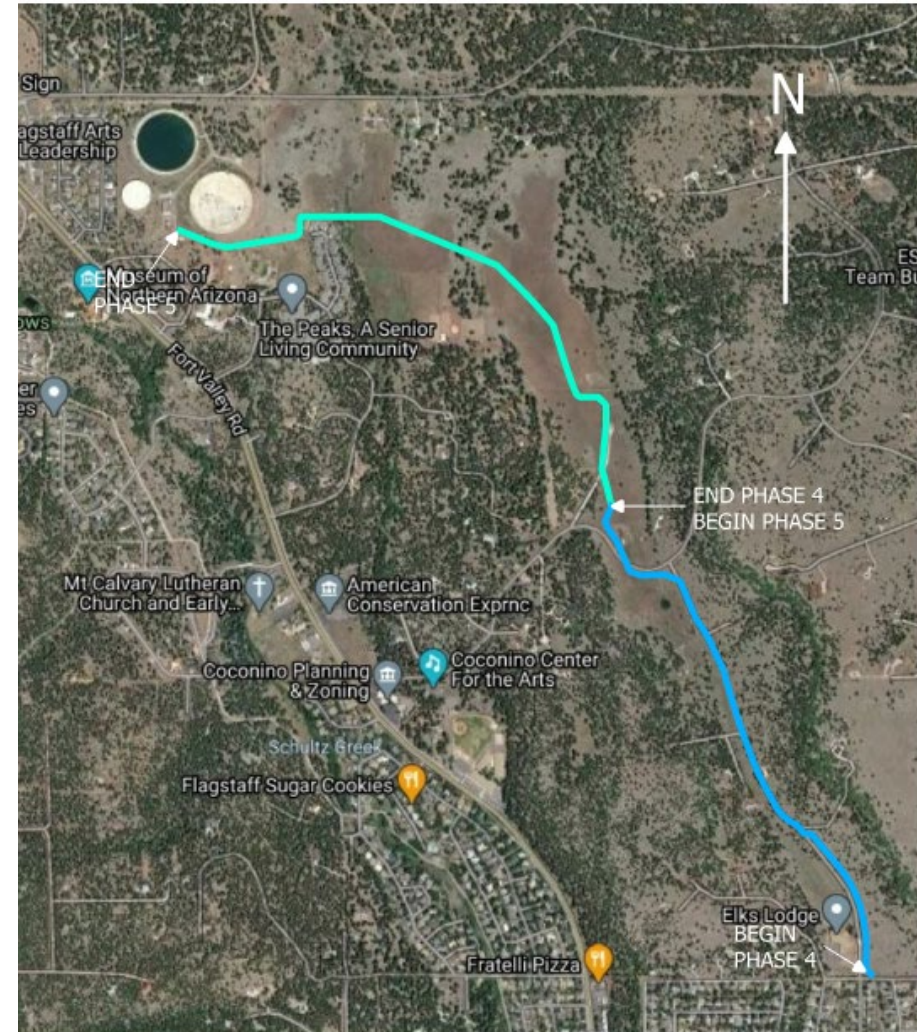 Sign
N
agstaff Arts
Leadership
ES
Team Bu
Museum of
Northern Arizona
END
PHASE 5
ows
The Peaks, A Senior
Living Community
Fort Valley Rd
er
es
END PHASE 4
BEGIN PHASE 5
Mt Calvary Lutheran
Church and Early...
American
Conservation Exprnc
Coconino Planning
& Zoning
Coconino Center
For the Arts
Schultz Creek
Flagstaff Sugar Cookies
Elks Lodge
BEGIN
PHASE 4
Fratelli Pizza